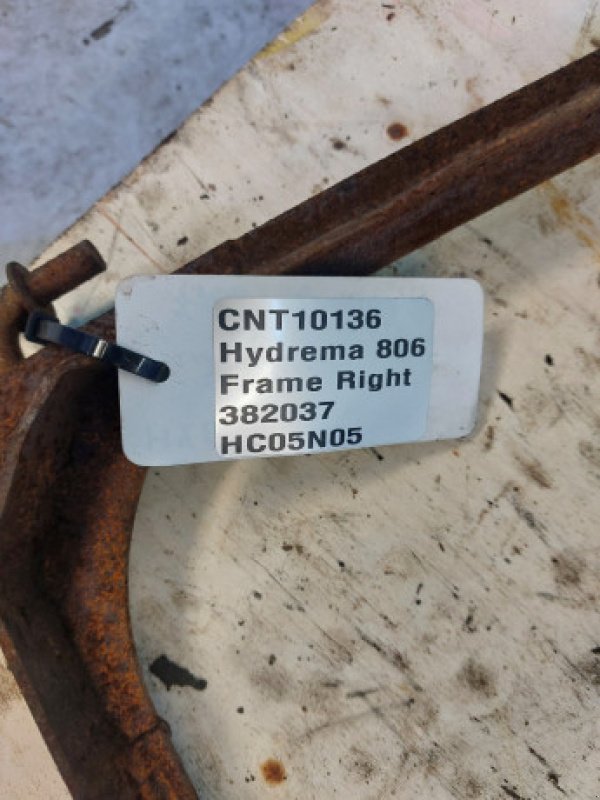 CNT10136
Hydrema 806
Frame Right
382037
HC05N05